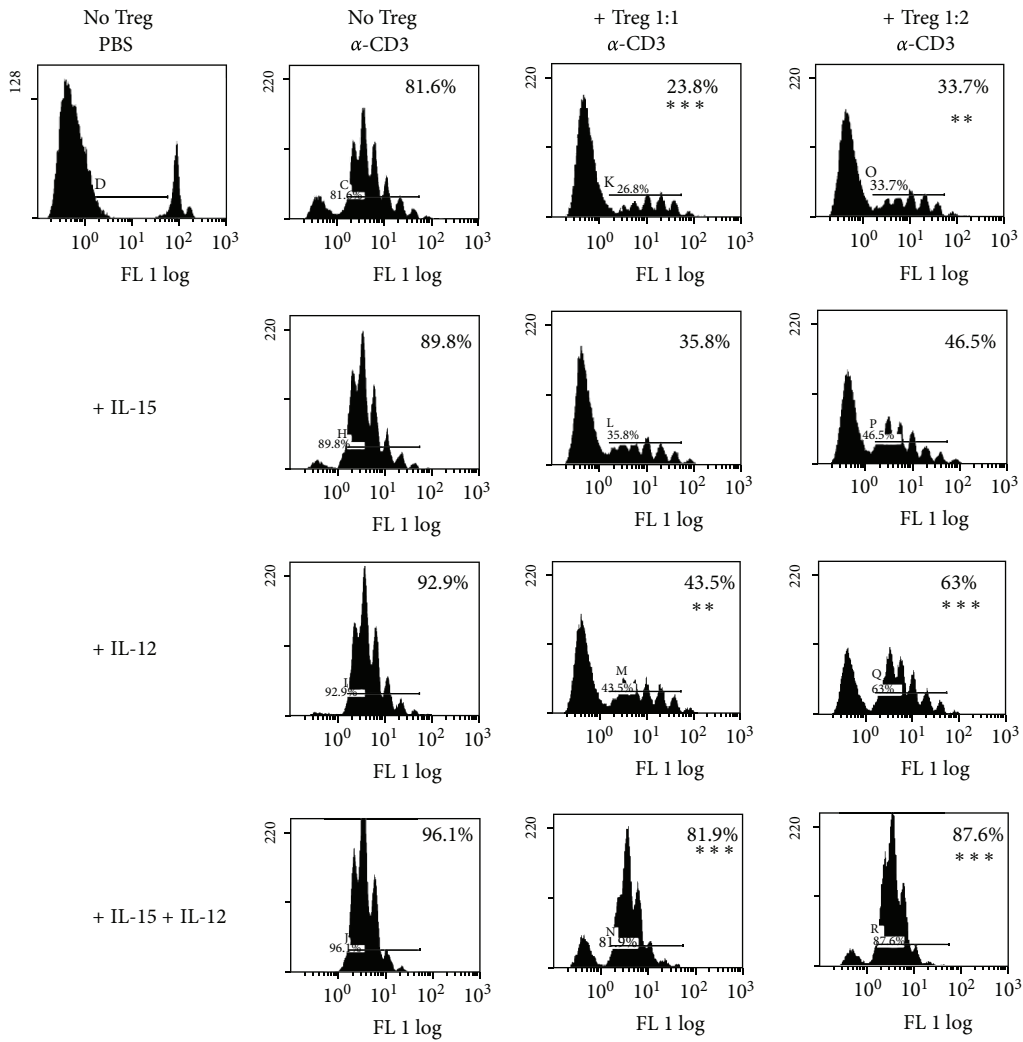 No Treg
PBS
No Treg
α-CD3
+ Treg 1:1
α-CD3
+ Treg 1:2
α-CD3
128
D
10⁰ 10¹ 10² 10³
FL 1 log
220
81.6%
C
81.6%
10⁰ 10¹ 10² 10³
FL 1 log
220
23.8%
***
K
26.8%
10⁰ 10¹ 10² 10³
FL 1 log
220
33.7%
**
O
33.7%
10⁰ 10¹ 10² 10³
FL 1 log
+ IL-15
220
89.8%
H
89.8%
10⁰ 10¹ 10² 10³
FL 1 log
220
35.8%
L
35.8%
10⁰ 10¹ 10² 10³
FL 1 log
220
46.5%
P
46.5%
10⁰ 10¹ 10² 10³
FL 1 log
+ IL-12
220
92.9%
I
92.9%
10⁰ 10¹ 10² 10³
FL 1 log
220
43.5%
**
M
43.5%
10⁰ 10¹ 10² 10³
FL 1 log
220
63%
***
Q
63%
10⁰ 10¹ 10² 10³
FL 1 log
+ IL-15 + IL-12
220
96.1%
J
96.1%
10⁰ 10¹ 10² 10³
FL 1 log
220
81.9%
***
N
81.9%
10⁰ 10¹ 10² 10³
FL 1 log
220
87.6%
***
R
87.6%
10⁰ 10¹ 10² 10³
FL 1 log